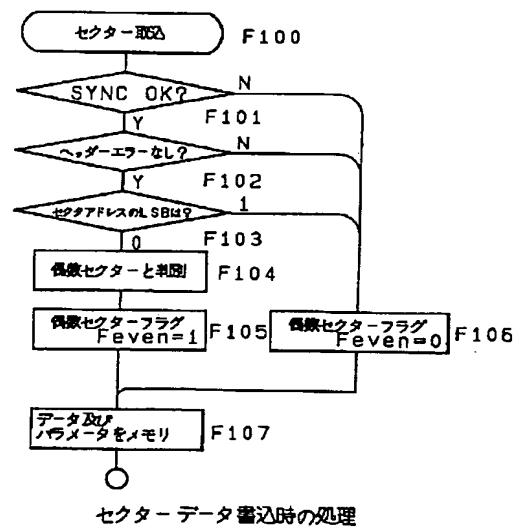 セクター取込
F100
SYNC OK?
N
F101
Y
ヘッダーエラーなし?
N
F102
Y
セクタアドレスのLSBは?
1
F103
0
偶数セクターと判別
F104
偶数セクターフラグ
Feven=1
F105
偶数セクターフラグ
Feven=0
F106
データ及び
パラメータをメモリ
F107
セクターデータ書込時の処理